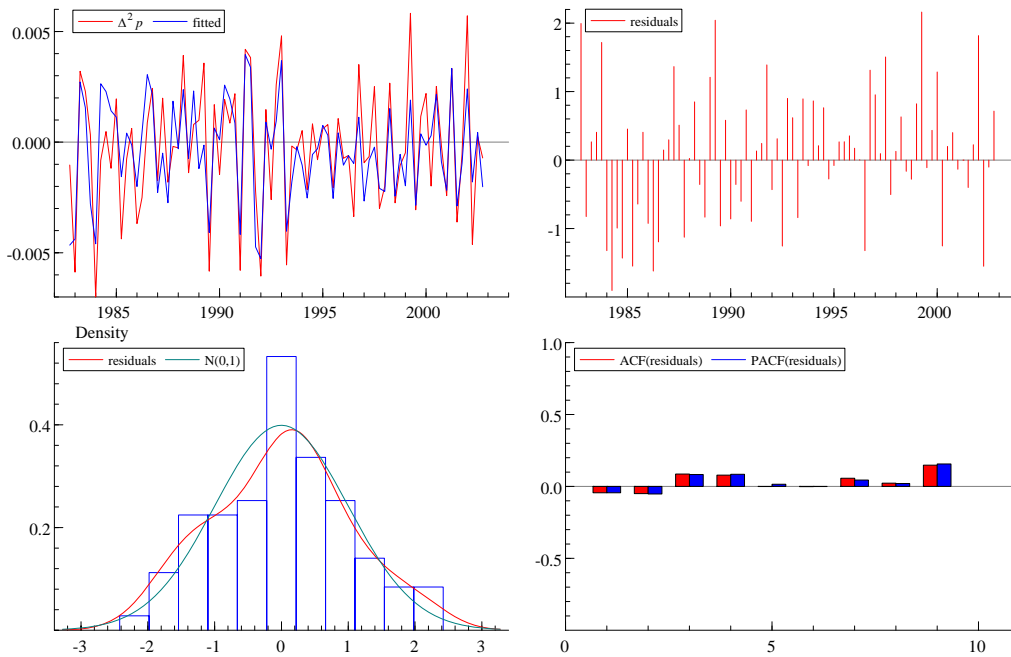 Δ² p fitted
0.005
0.000
-0.005
1985 1990 1995 2000
residuals
2
1
0
-1
1985 1990 1995 2000
Density
residuals N(0,1)
0.4
0.2
-3 -2 -1 0 1 2 3
1.0
ACF(residuals) PACF(residuals)
0.5
0.0
-0.5
0 5 10